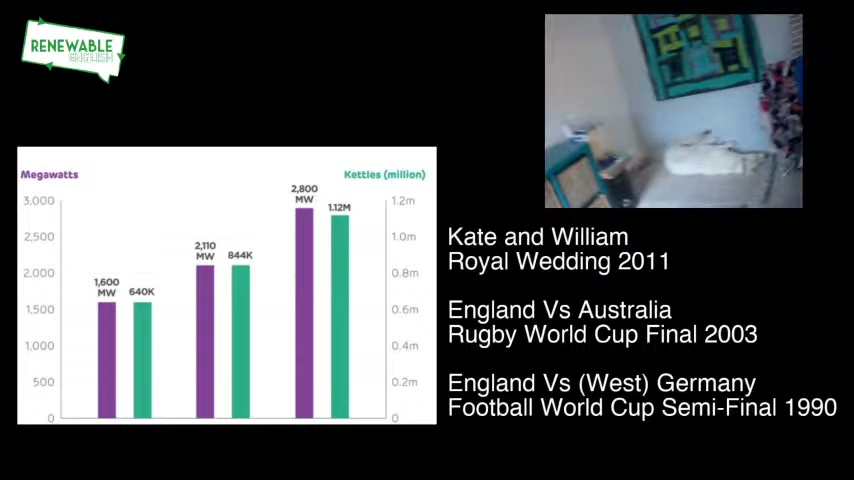 RENEWABLE
ENGLISH
Megawatts
Kettles (million)
3,000
2,500
2,000
1,500
1,000
500
0
1,600
MW
640K
2,110
MW
844K
2,800
MW
1.12M
1.2m
1.0m
0.8m
0.6m
0.4m
0.2m
0
Kate and William
Royal Wedding 2011
England Vs Australia
Rugby World Cup Final 2003
England Vs (West) Germany
Football World Cup Semi-Final 1990